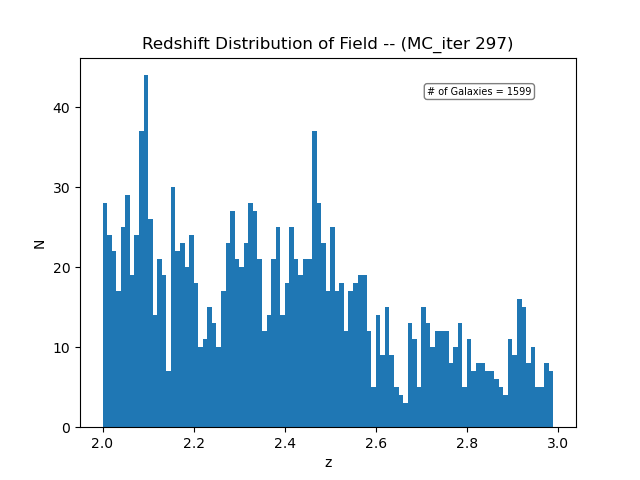 Redshift Distribution of Field -- (MC_iter 297)
# of Galaxies = 1599
40
30
20
10
0
N
2.0 2.2 2.4 2.6 2.8 3.0
z